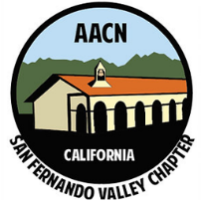 AACN
CALIFORNIA
SAN FERNANDO VALLEY CHAPTER